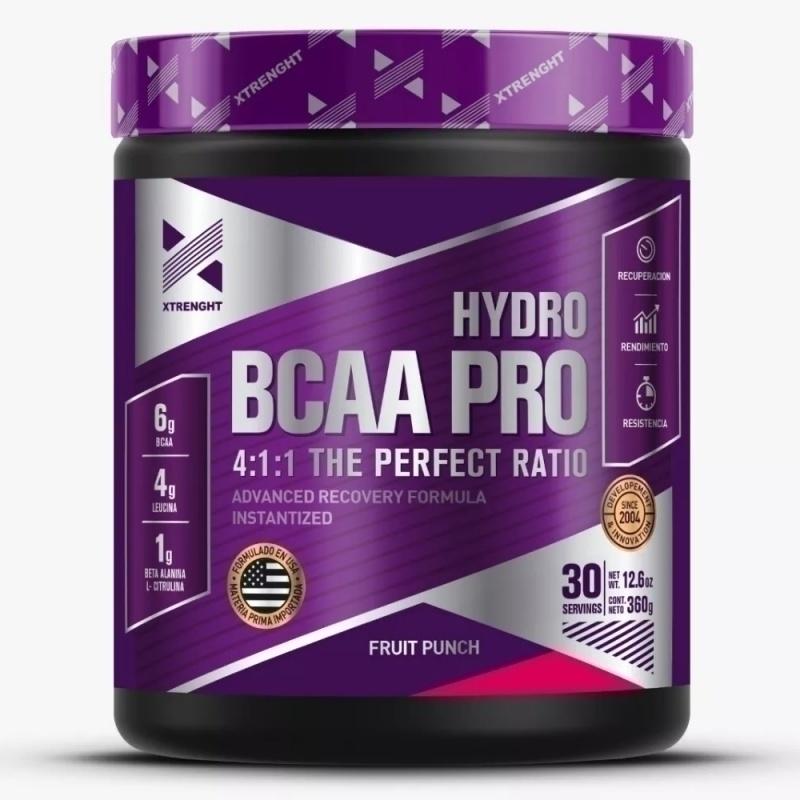 XTRENGHT
XTRENGHT
XTRENGHT
HYDRO
BCAA PRO
4:1:1 THE PERFECT RATIO
ADVANCED RECOVERY FORMULA
INSTANTIZED
6g
BCAA
4g
LEUCINA
1g
BETA ALANINA
L- CITRULINA
RECUPERACION
RENDIMIENTO
RESISTENCIA
DEVELOPEMENT
SINCE
2004
& INNOVATION
FORMULADO EN USA
MATERIA PRIMA IMPORTADA
30
SERVINGS
NET
WT. 12.6oz
CONT.
NETO 360g
FRUIT PUNCH